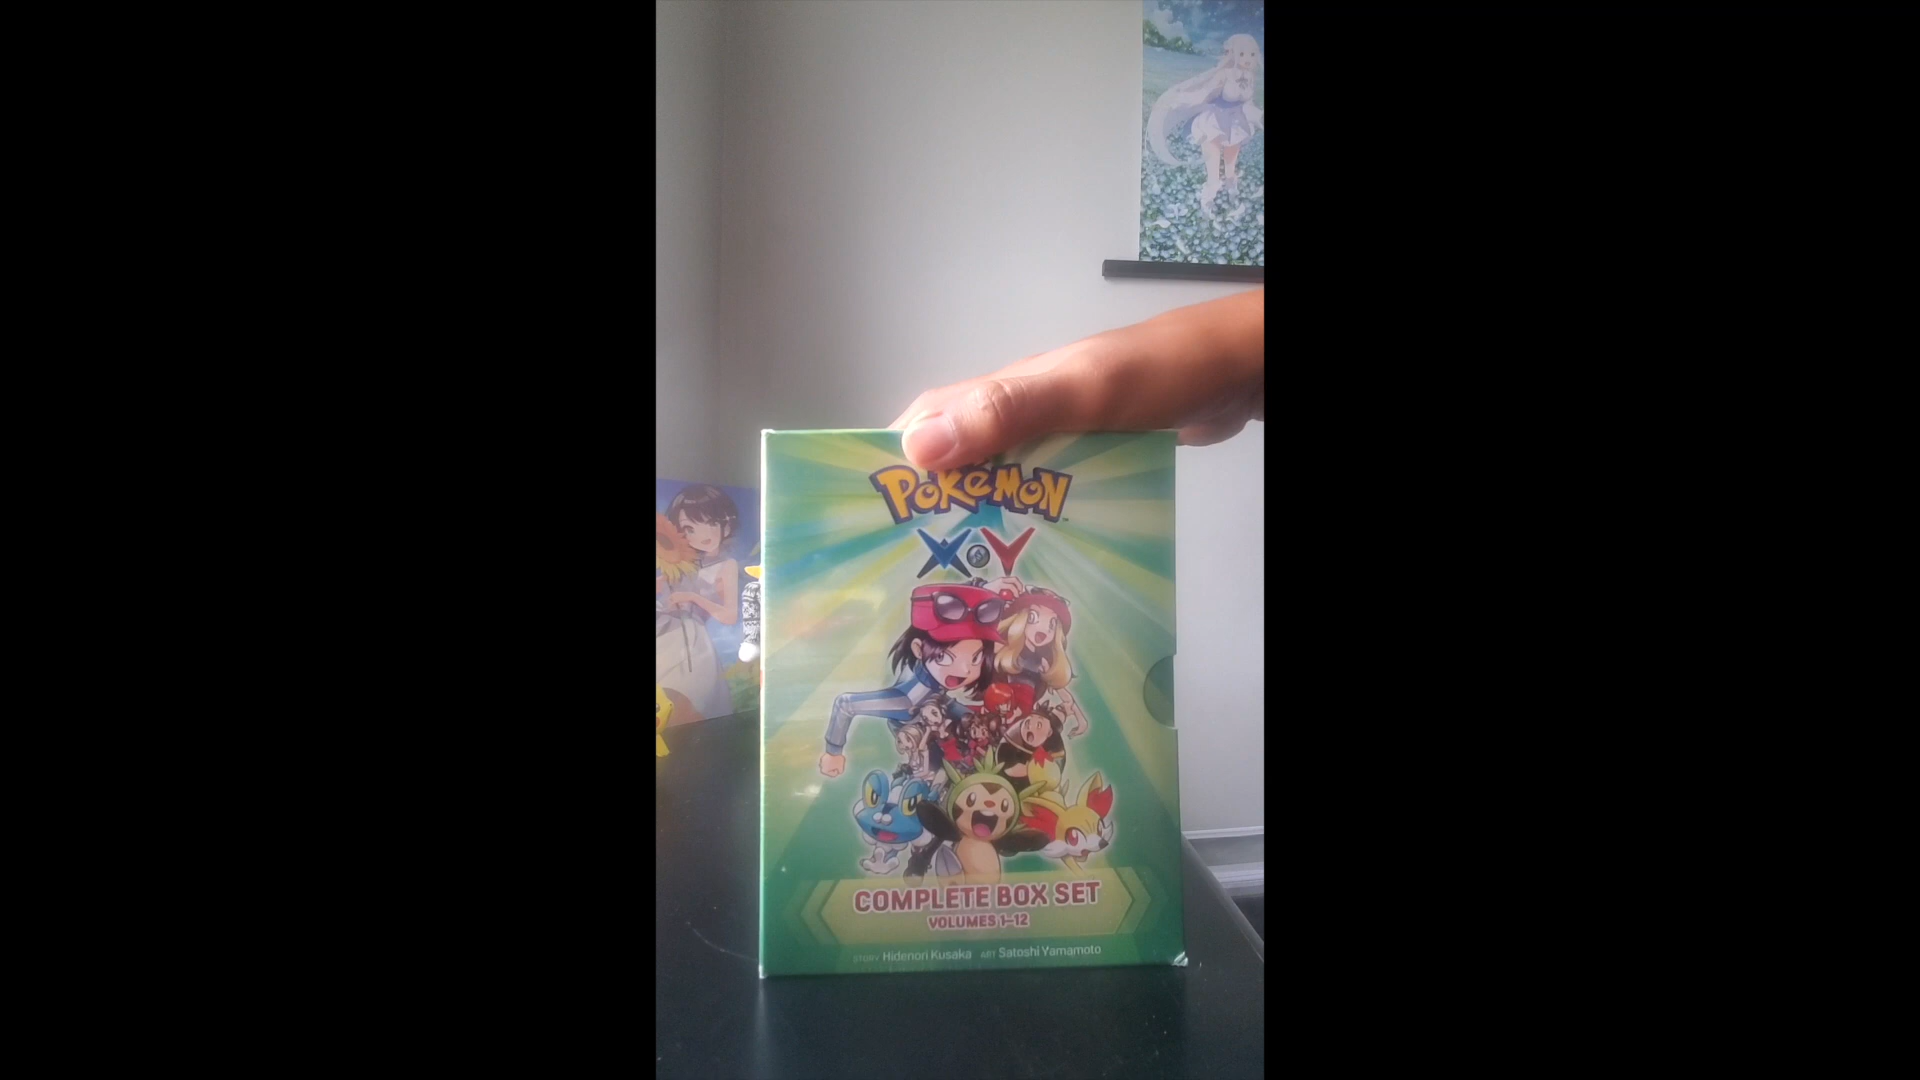 POKÉMON
X Y
COMPLETE BOX SET
VOLUMES 1–12
STORY Hidenori Kusaka ART Satoshi Yamamoto